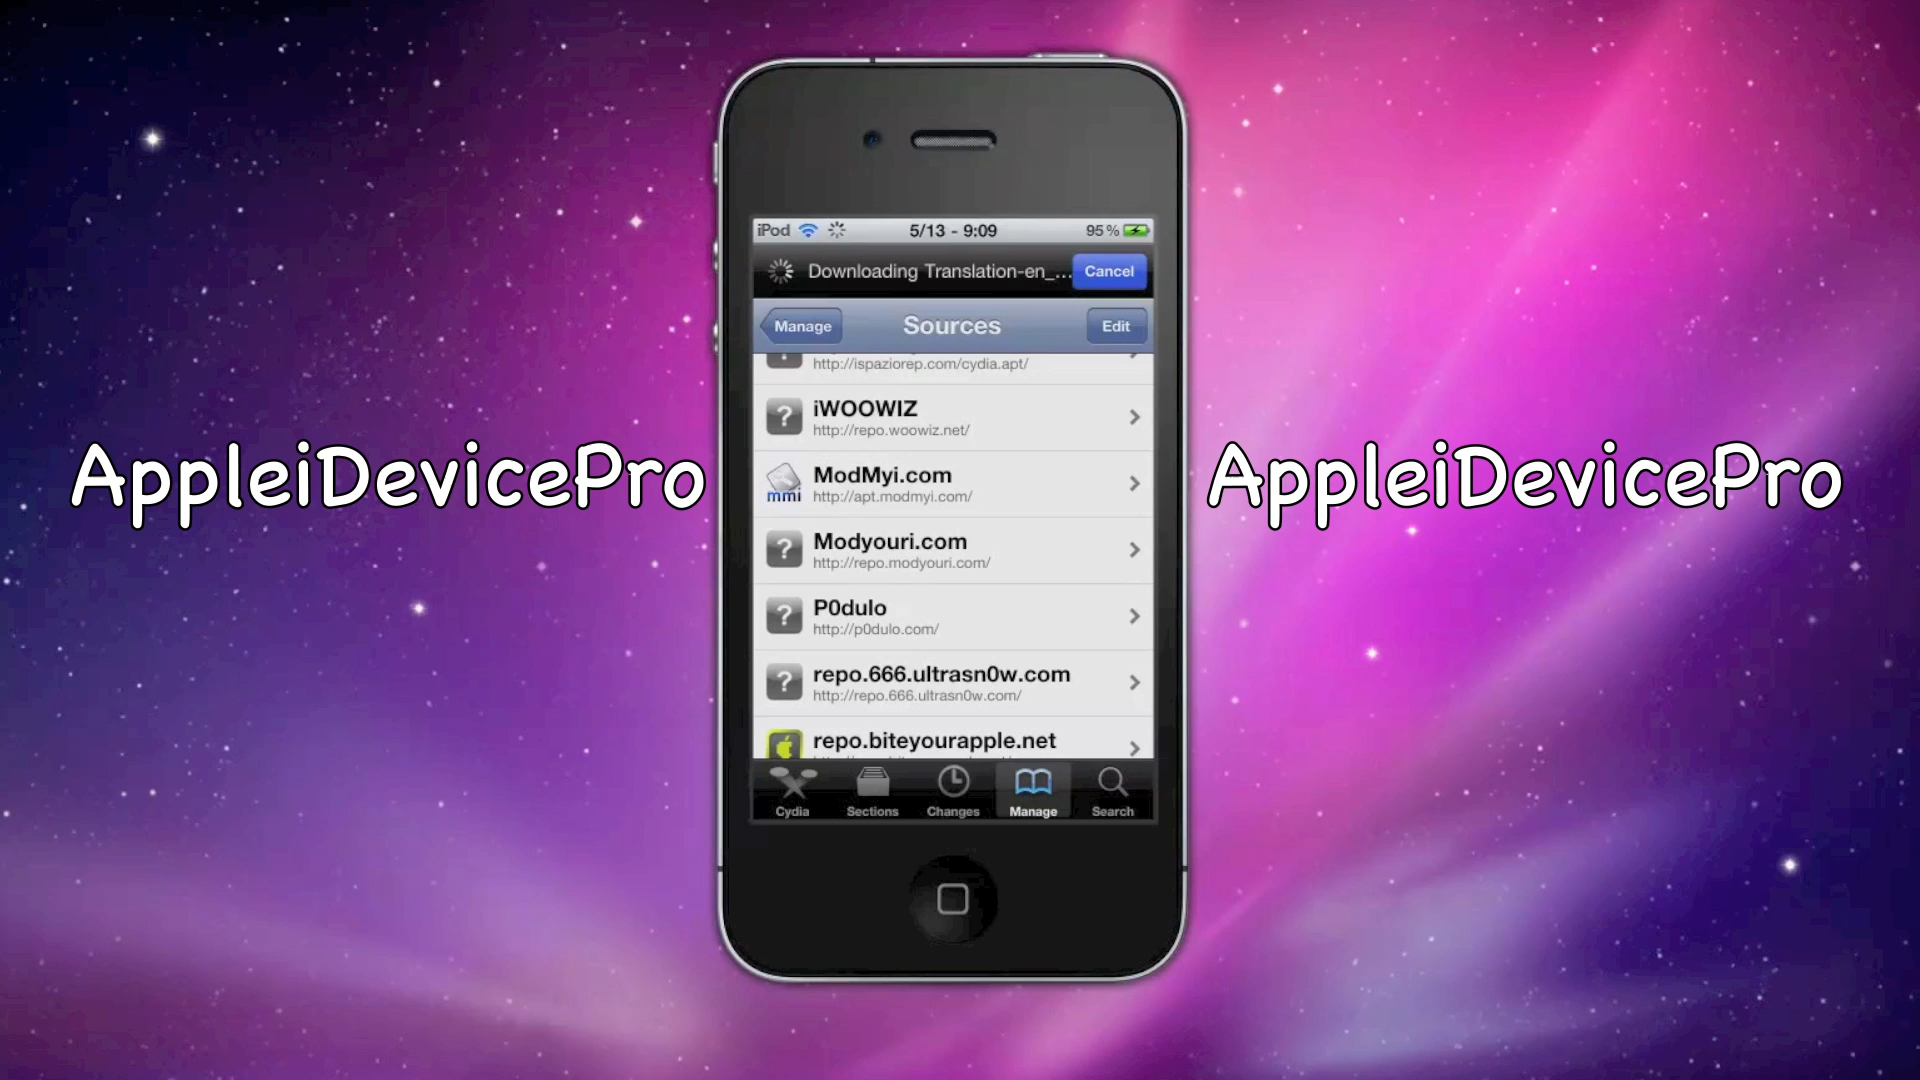 iPod 5/13 - 9:09 95%
Downloading Translation-en_... Cancel
Manage Sources Edit
http://ispaziorep.com/cydia.apt/
iWOOWIZ
http://repo.woowiz.net/
AppleiDevicePro
AppleiDevicePro
ModMyi.com
mmi
http://apt.modmyi.com/
Modyouri.com
http://repo.modyouri.com/
P0dulo
http://p0dulo.com/
repo.666.ultrasn0w.com
http://repo.666.ultrasn0w.com/
repo.biteyourapple.net
Cydia Sections Changes Manage Search